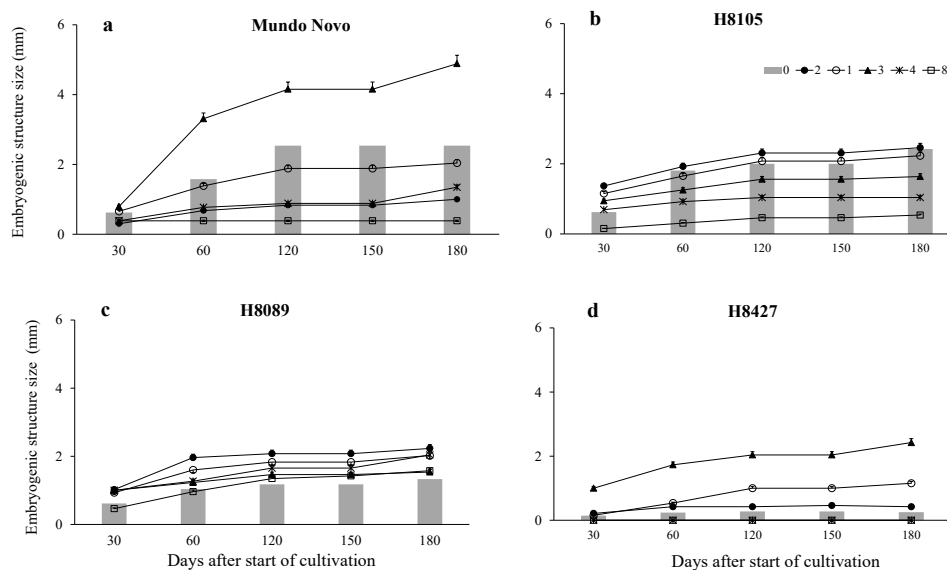 a
Mundo Novo
Embryogenic structure size (mm)
6
4
2
0
30 60 120 150 180
b
H8105
0 2 1 3 4 8
6
4
2
0
30 60 120 150 180
c
H8089
Embryogenic structure size (mm)
6
4
2
0
30 60 120 150 180
Days after start of cultivation
d
H8427
6
4
2
0
30 60 120 150 180
Days after start of cultivation